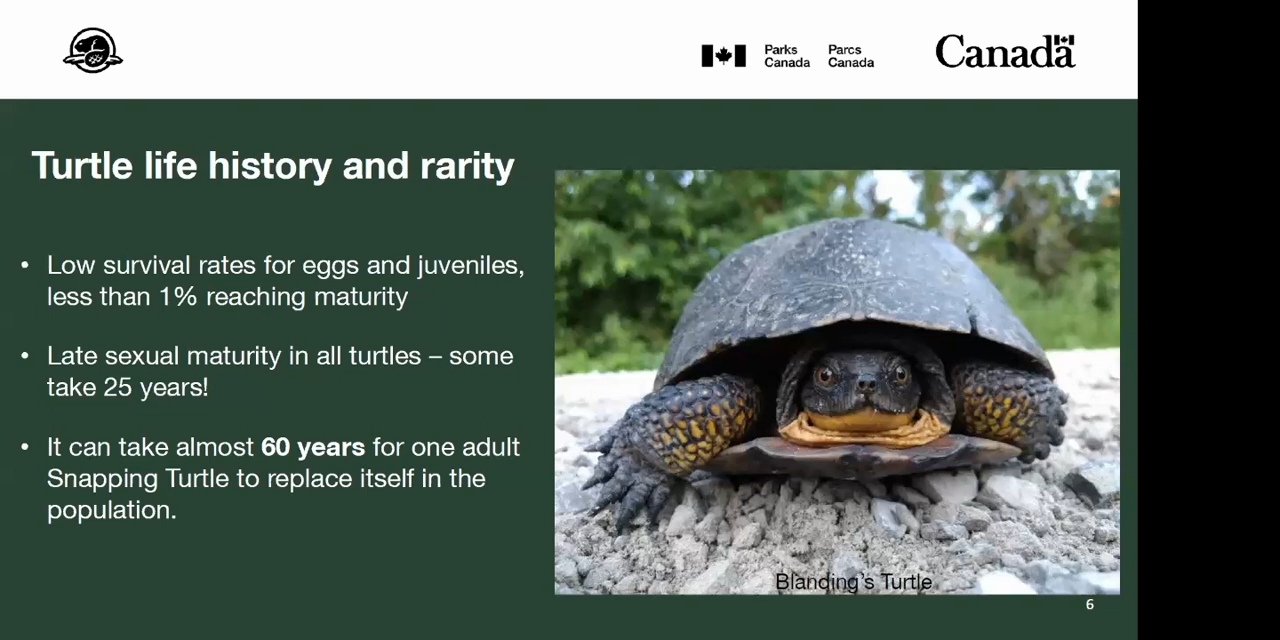 Parks Canada
Parcs Canada
Canada
Turtle life history and rarity
• Low survival rates for eggs and juveniles,
less than 1% reaching maturity
• Late sexual maturity in all turtles – some
take 25 years!
• It can take almost 60 years for one adult
Snapping Turtle to replace itself in the
population.
Blanding's Turtle
6